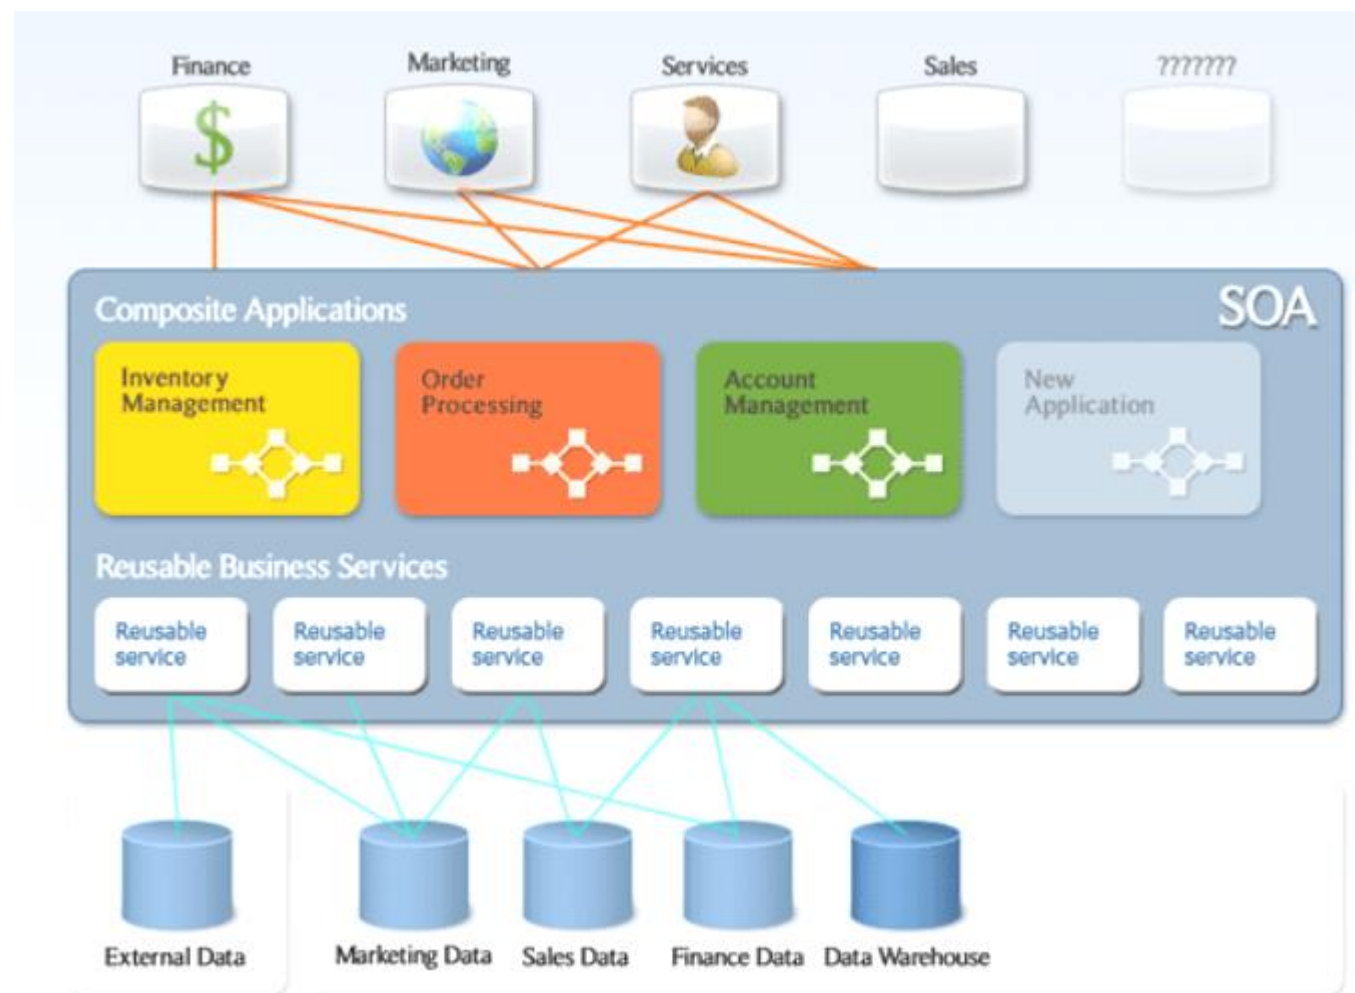 Finance
Marketing
Services
Sales
???????
Composite Applications
SOA
Inventory
Management
Order
Processing
Account
Management
New
Application
Reusable Business Services
Reusable
service
Reusable
service
Reusable
service
Reusable
service
Reusable
service
Reusable
service
Reusable
service
External Data
Marketing Data
Sales Data
Finance Data
Data Warehouse